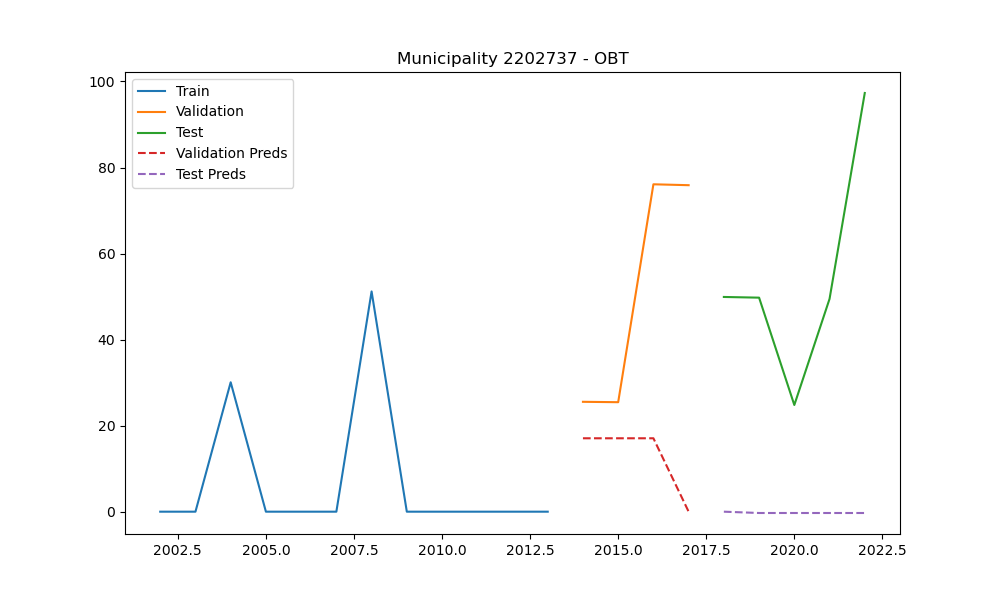 Municipality 2202737 - OBT
Train
Validation
Test
Validation Preds
Test Preds
100
80
60
40
20
0
2002.5 2005.0 2007.5 2010.0 2012.5 2015.0 2017.5 2020.0 2022.5